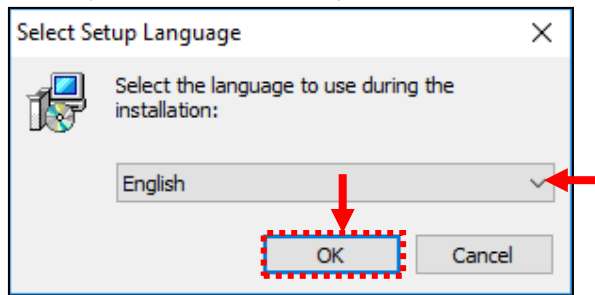 Select Setup Language
Select the language to use during the
installation:
English
OK
Cancel